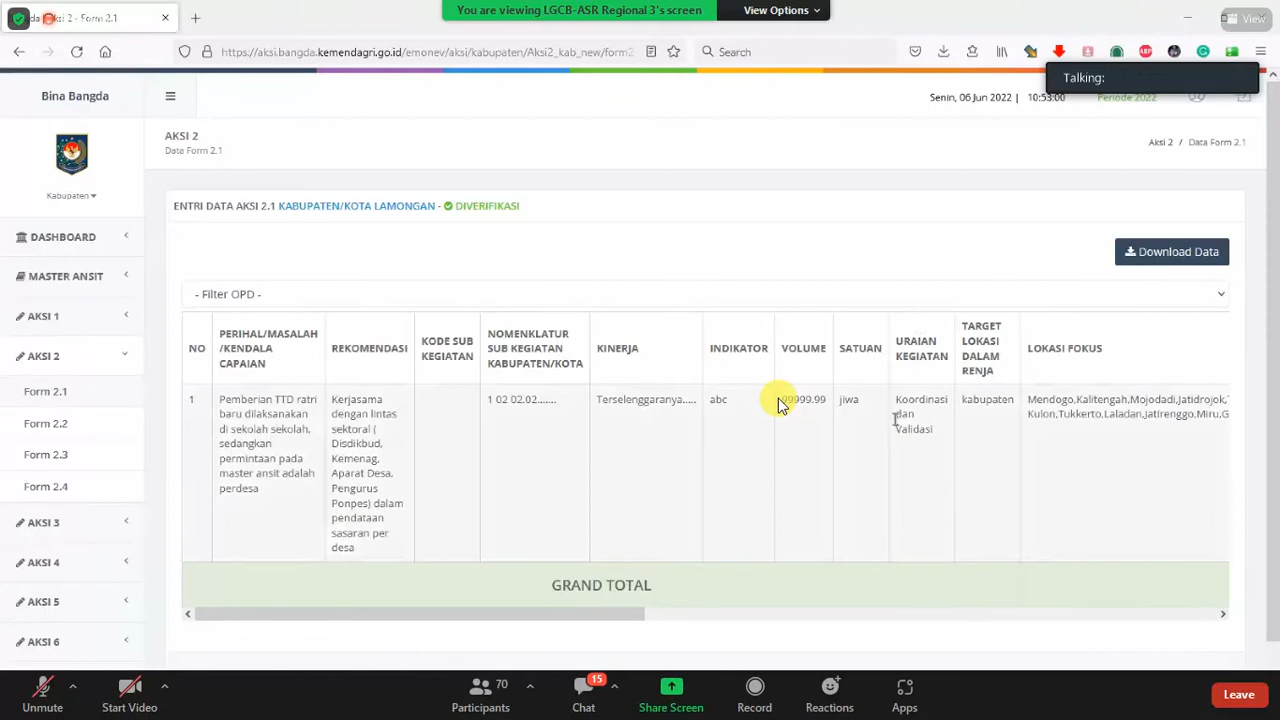 You are viewing LGCB-ASR Regional 3's screen
View Options
Aksi 2 - Form 2.1
View
https://aksi.bangda.kemendagri.go.id/emonev/aksi/kabupaten/Aksi2_kab_new/form2
Search
Talking:
Bina Bangda
Senin, 06 Jun 2022 | 10:53:00
Periode 2022
AKSI 2
Data Form 2.1
Aksi 2 / Data Form 2.1
Kabupaten
ENTRI DATA AKSI 2.1 KABUPATEN/KOTA LAMONGAN - DIVERIFIKASI
DASHBOARD
MASTER ANSIT
AKSI 1
AKSI 2
Form 2.1
Form 2.2
Form 2.3
Form 2.4
AKSI 3
AKSI 4
AKSI 5
AKSI 6
Download Data
- Filter OPD -
NO
PERIHAL/MASALAH
/KENDALA
CAPAIAN
REKOMENDASI
KODE SUB
KEGIATAN
NOMENKLATUR
SUB KEGIATAN
KABUPATEN/KOTA
KINERJA
INDIKATOR
VOLUME
SATUAN
URAIAN
KEGIATAN
TARGET
LOKASI
DALAM
RENJA
LOKASI FOKUS
1
Pemberian TTD ratri
baru dilaksanakan
di sekolah sekolah,
sedangkan
permintaan pada
master ansit adalah
perdesa
Kerjasama
dengan lintas
sektoral (
Disdikbud,
Kemenag,
Aparat Desa,
Pengurus
Ponpes) dalam
pendataan
sasaran per
desa
1 02 02.02.......
Terselenggaranya.....
abc
99999.99
jiwa
Koordinasi
dan
Validasi
kabupaten
Mendogo,Kalitengah,Mojodadi,Jatidrojok,
Kulon,Tukkerto,Laladan,Jatirenggo,Miru,G
GRAND TOTAL
Unmute
Start Video
70
Participants
15
Chat
Share Screen
Record
Reactions
Apps
Leave